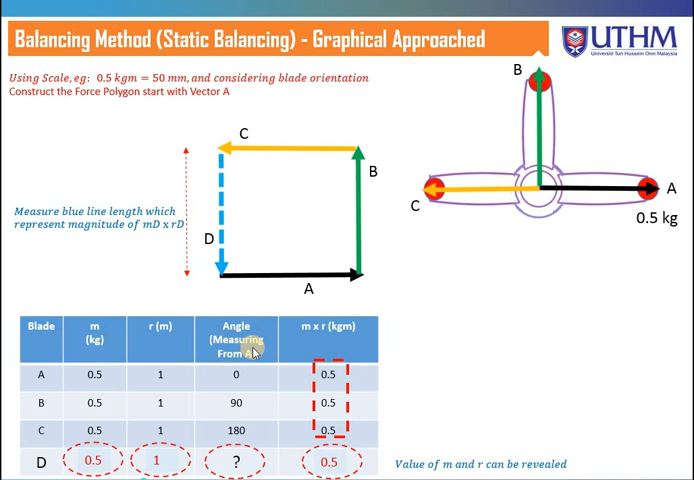 Balancing Method (Static Balancing) - Graphical Approached
UTHM
Universiti Tun Hussein Onn Malaysia
Using Scale, eg: 0.5 kgm = 50 mm, and considering blade orientation
Construct the Force Polygon start with Vector A
B
C
A
0.5 kg
C
B
D
A
Measure blue line length which
represent magnitude of mD x rD
Blade m (kg) r (m) Angle (Measuring From A) m x r (kgm)
A 0.5 1 0 0.5
B 0.5 1 90 0.5
C 0.5 1 180 0.5
D 0.5 1 ? 0.5
Value of m and r can be revealed